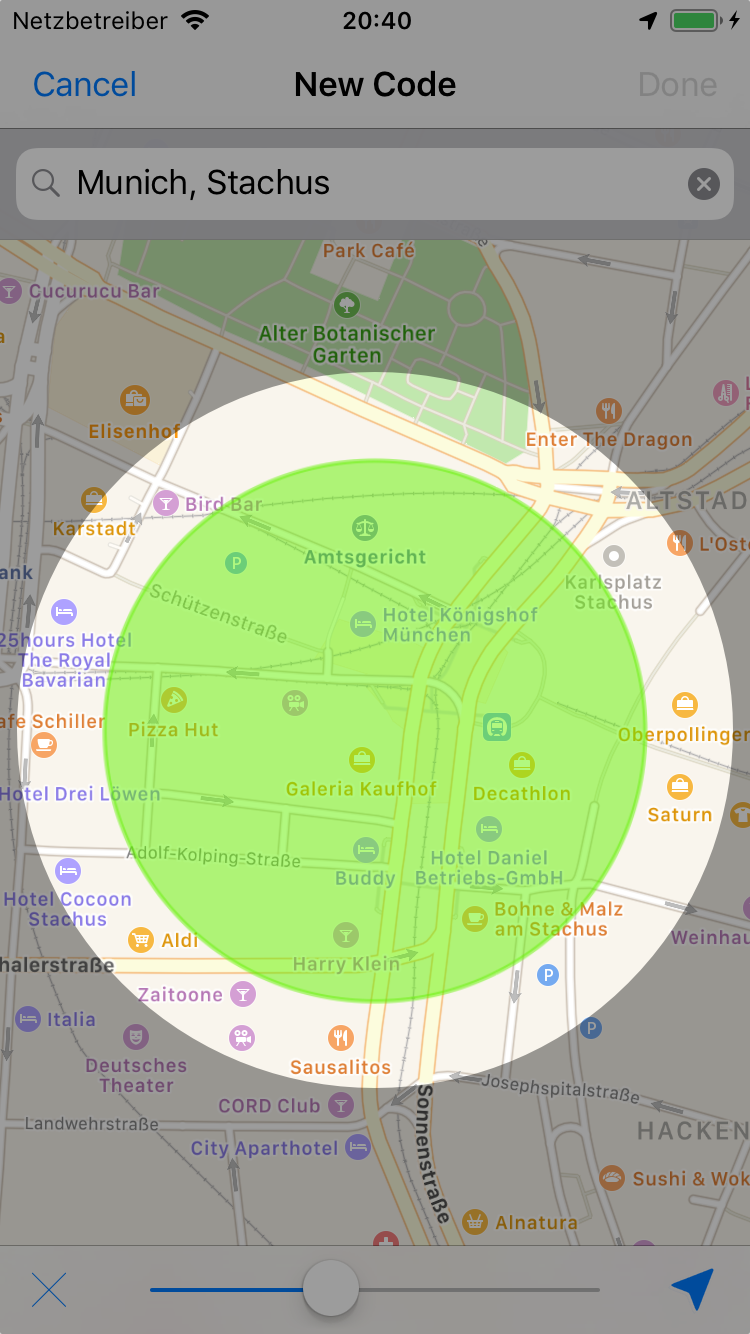 Netzbetreiber
20:40
Cancel
New Code
Done
Munich, Stachus
Park Café
Cucurucu Bar
Alter Botanischer
Garten
Elisenhof
Enter The Dragon
Karstadt
Bird Bar
ALTSTAD
L'Oste
Amtsgericht
P
ank
Karlsplatz
Stachus
Schützenstraße
Hotel Königshof
München
25hours Hotel
The Royal
Bavarian
afe Schiller
Pizza Hut
Oberpollinger
Hotel Drei Löwen
Galeria Kaufhof
Decathlon
Saturn
Adolf-Kolping-Straße
Buddy
Hotel Daniel
Betriebs-GmbH
Hotel Cocoon
Stachus
Bohne & Malz
am Stachus
Aldi
Weinhau
halerstraße
Harry Klein
P
Zaitoone
Italia
P
Deutsches
Theater
Sausalitos
Josephspitalstraße
CORD Club
Landwehrstraße
Sonnenstraße
HACKEN
City Aparthotel
Sushi & Wok
Alnatura